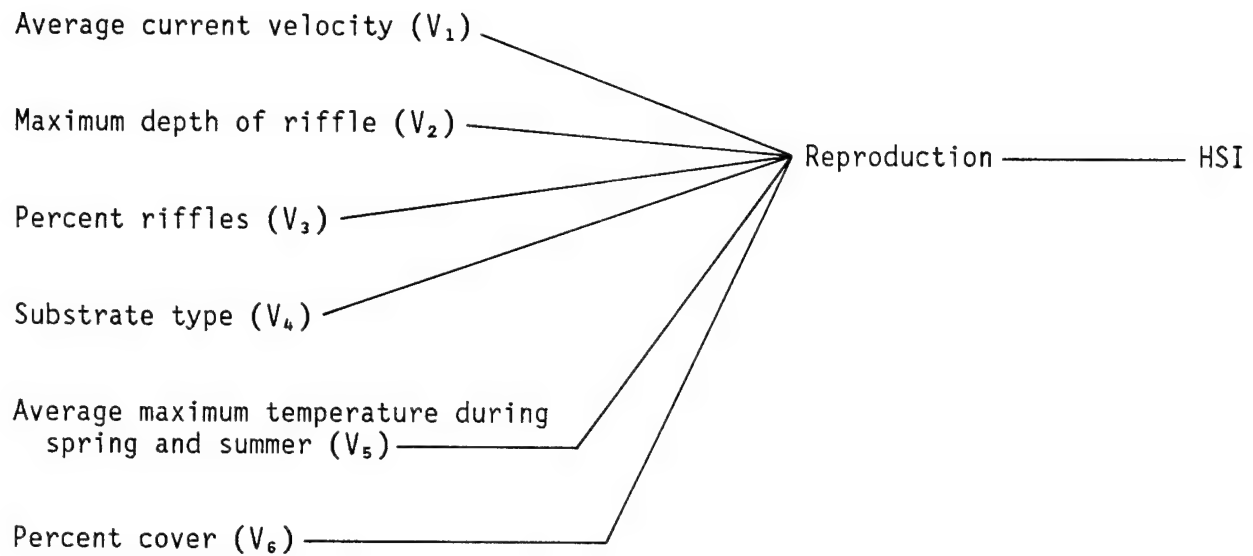 Average current velocity (V₁)
Maximum depth of riffle (V₂)
Reproduction
HSI
Percent riffles (V₃)
Substrate type (V₄)
Average maximum temperature during
spring and summer (V₅)
Percent cover (V₆)